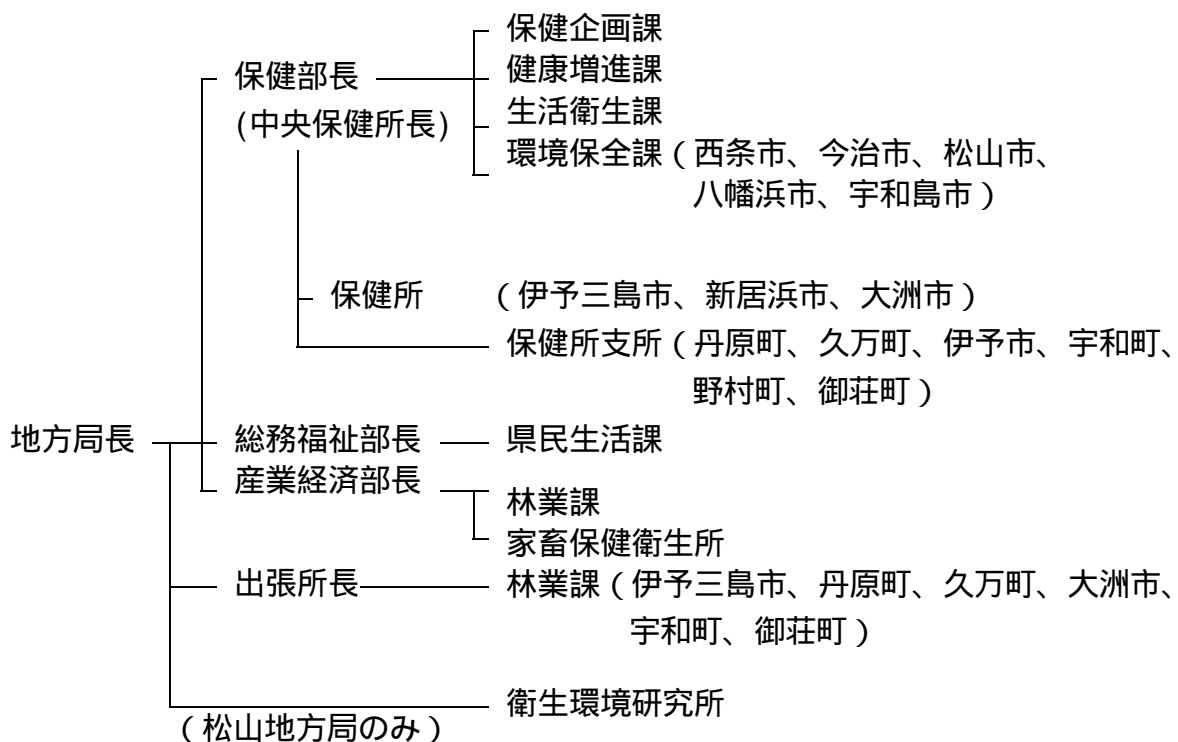 保健企画課
健康増進課
保健部長
生活衛生課
(中央保健所長)
環境保全課（西条市、今治市、松山市、
八幡浜市、宇和島市）
保健所　（伊予三島市、新居浜市、大洲市）
保健所支所（丹原町、久万町、伊予市、宇和町、
野村町、御荘町）
地方局長　総務福祉部長　県民生活課
産業経済部長
林業課
家畜保健衛生所
出張所長　林業課（伊予三島市、丹原町、久万町、大洲市、
宇和町、御荘町）
衛生環境研究所
（松山地方局のみ）